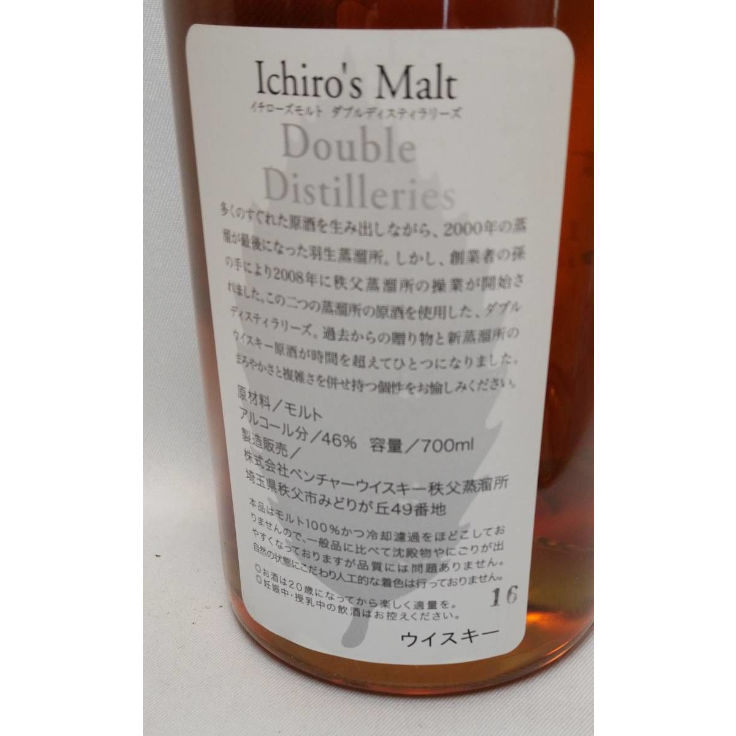 Ichiro's Malt
イチローズモルト ダブルディスティラリーズ
Double
Distilleries
多くのすぐれた原酒を生み出しながら、2000年の蒸
溜が最後になった羽生蒸溜所。しかし、創業者の孫
の手により2008年に秩父蒸溜所の操業が開始さ
れました。この二つの蒸溜所の原酒を使用した、ダブル
ディスティラリーズ。過去からの贈り物と新蒸溜所の
ウイスキー原酒が時間を超えてひとつになりました。
まろやかさと複雑さを併せ持つ個性をお愉しみください。
原材料/モルト
アルコール分/46% 容量/700ml
製造販売/
株式会社ベンチャーウイスキー秩父蒸溜所
埼玉県秩父市みどりが丘49番地
本品はモルト100%かつ冷却濾過をほどこしてお
りませんので、一般品に比べて沈殿物やにごりが出
やすくなっておりますが品質には問題ありません。
自然の状態にこだわり人工的な着色は行っておりません。
○お酒は20歳になってから楽しく適量を。
○妊娠中・授乳中の飲酒はお控えください。
16
ウイスキー